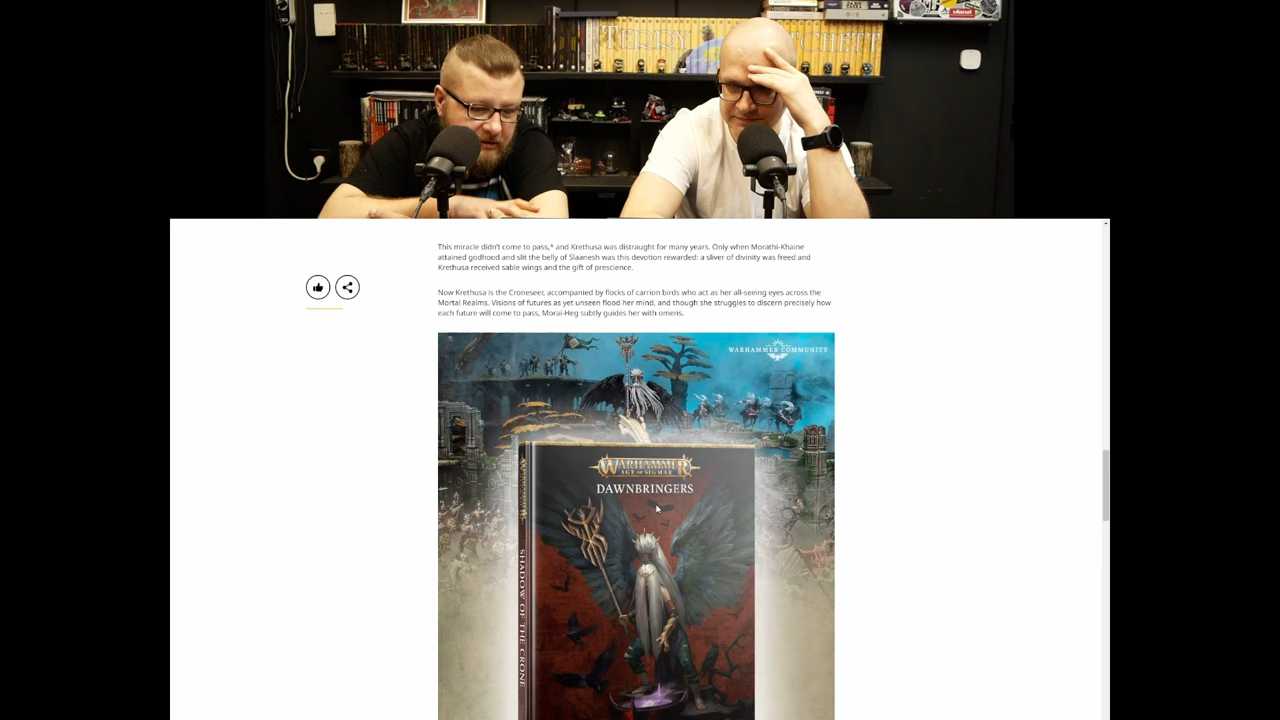 TERRY PRATCHETT
This miracle didn't come to pass,* and Krethusa was distraught for many years. Only when Morathi-Khaine
attained godhood and slit the belly of Slaanesh was this devotion rewarded: a sliver of divinity was freed and
Krethusa received sable wings and the gift of prescience.
Now Krethusa is the Croneseer, accompanied by flocks of carrion birds who act as her all-seeing eyes across the
Mortal Realms. Visions of futures as yet unseen flood her mind, and though she struggles to discern precisely how
each future will come to pass, Morai-Heg subtly guides her with omens.
WARHAMMER COMMUNITY
WARHAMMER
AGE OF SIGMAR
DAWNBRINGERS
SHADOW OF THE CRONE